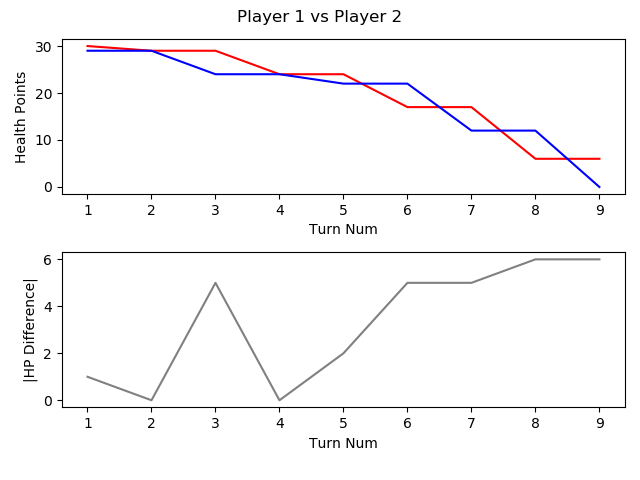 Player 1 vs Player 2
30
20
10
0
Health Points
1 2 3 4 5 6 7 8 9
Turn Num
6
4
2
0
|HP Difference|
1 2 3 4 5 6 7 8 9
Turn Num